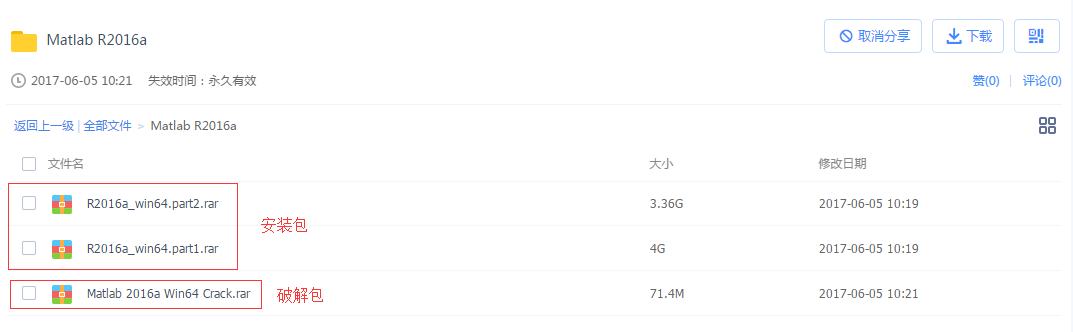 Matlab R2016a
取消分享
下载
2017-06-05 10:21 失效时间：永久有效
赞(0) | 评论(0)
返回上一级 | 全部文件 > Matlab R2016a
文件名 大小 修改日期
R2016a_win64.part2.rar 3.36G 2017-06-05 10:19
安装包
R2016a_win64.part1.rar 4G 2017-06-05 10:19
Matlab 2016a Win64 Crack.rar 破解包 71.4M 2017-06-05 10:21